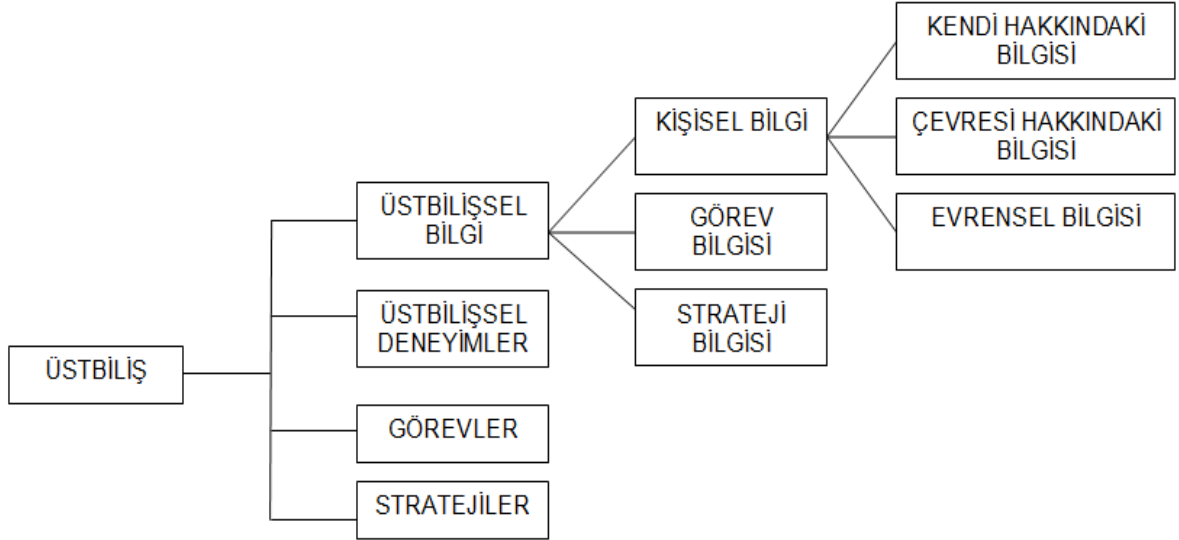 ÜSTBİLİŞ
ÜSTBİLİŞSEL
BİLGİ
ÜSTBİLİŞSEL
DENEYİMLER
GÖREVLER
STRATEJİLER
KİŞİSEL BİLGİ
GÖREV
BİLGİSİ
STRATEJİ
BİLGİSİ
KENDİ HAKKINDAKİ
BİLGİSİ
ÇEVRESİ HAKKINDAKİ
BİLGİSİ
EVRENSEL BİLGİSİ